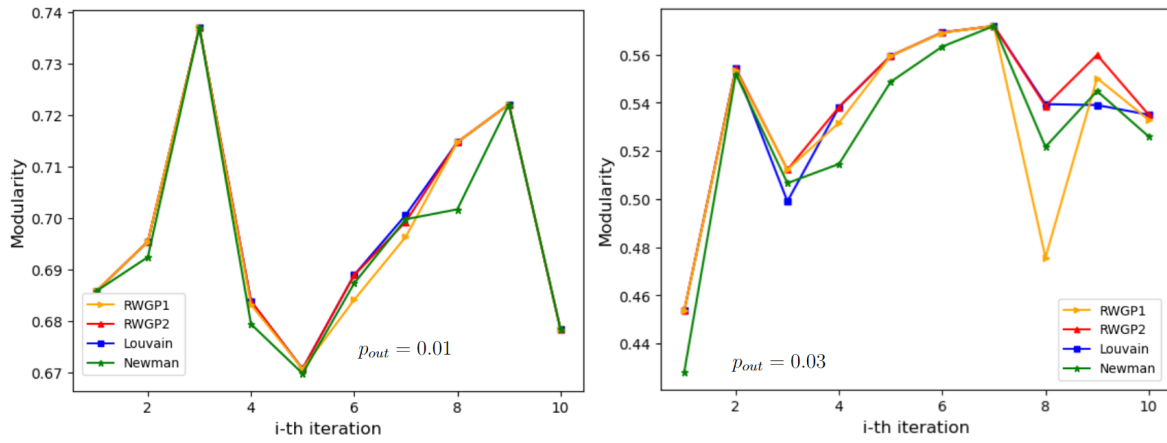 0.74
0.73
0.72
0.71
0.70
0.69
0.68
0.67
Modularity
RWGP1
RWGP2
Louvain
Newman
p_out = 0.01
2
4
6
8
10
i-th iteration
0.56
0.54
0.52
0.50
0.48
0.46
0.44
Modularity
RWGP1
RWGP2
Louvain
Newman
p_out = 0.03
2
4
6
8
10
i-th iteration